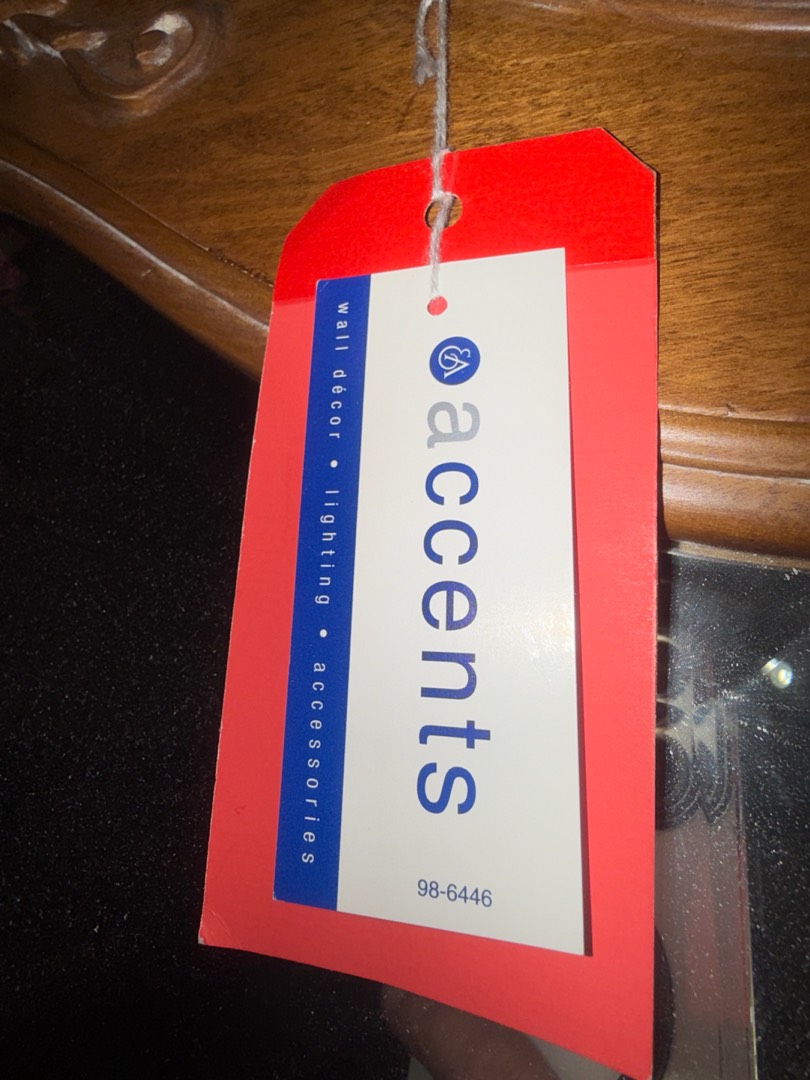 accents
wall décor • lighting • accessories
98-6446